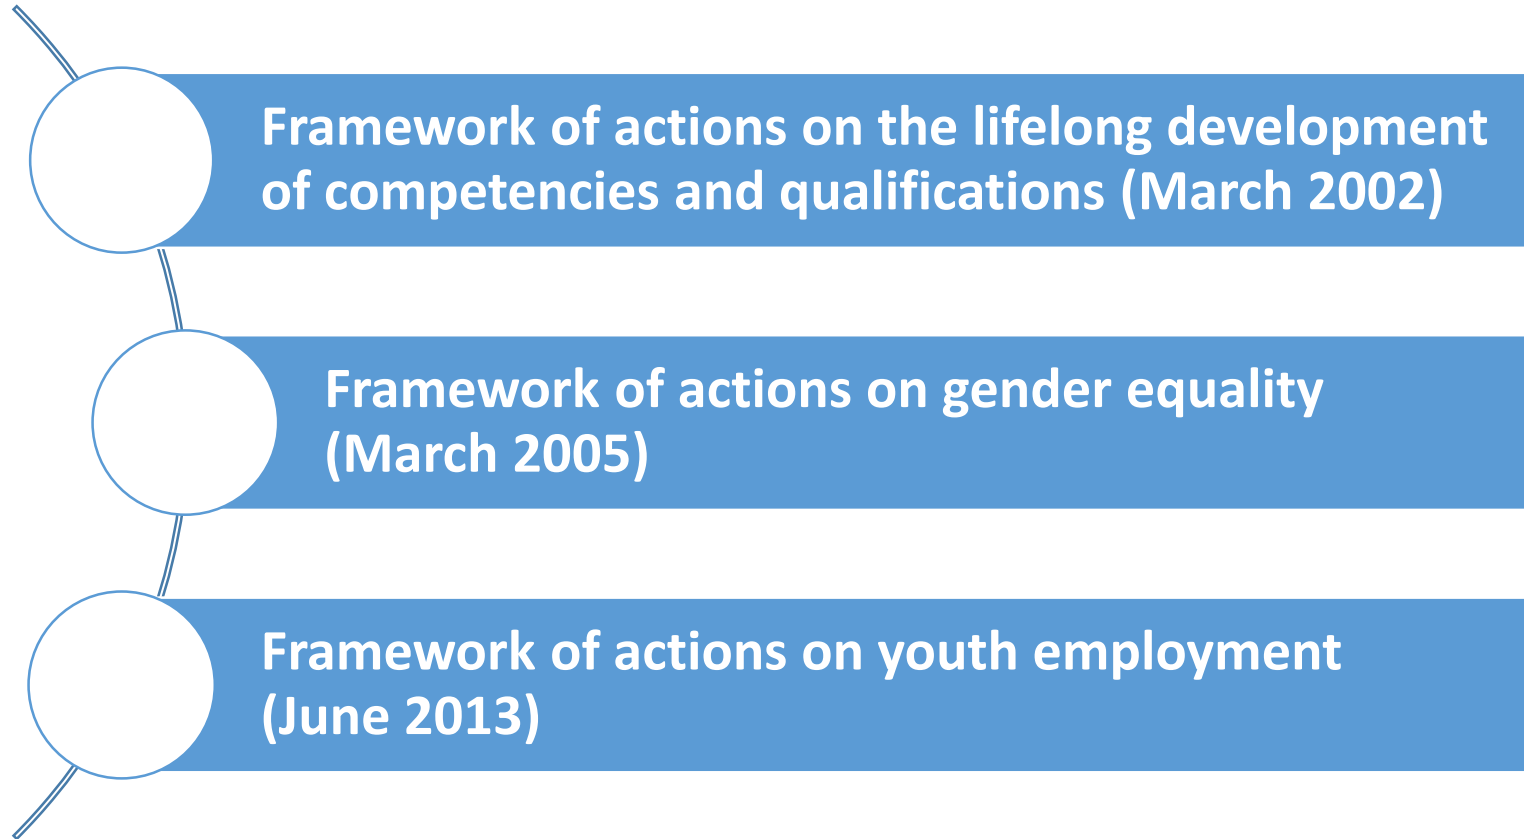 Framework of actions on the lifelong development
of competencies and qualifications (March 2002)
Framework of actions on gender equality
(March 2005)
Framework of actions on youth employment
(June 2013)